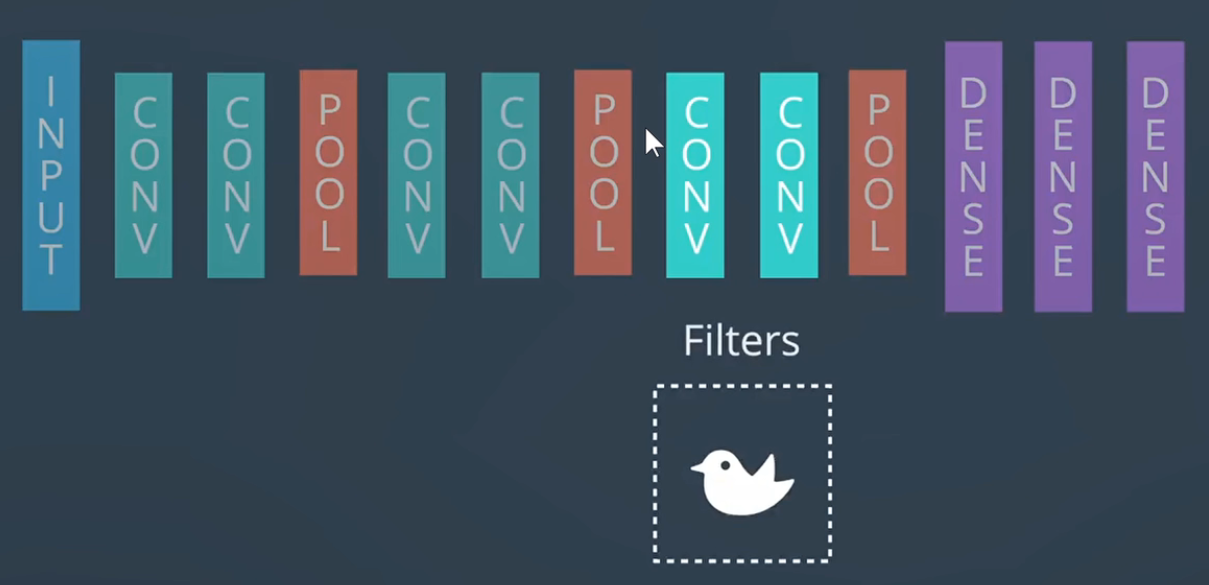 INPUT
CONV
CONV
POOL
CONV
CONV
POOL
CONV
CONV
POOL
DENSE
DENSE
DENSE
Filters